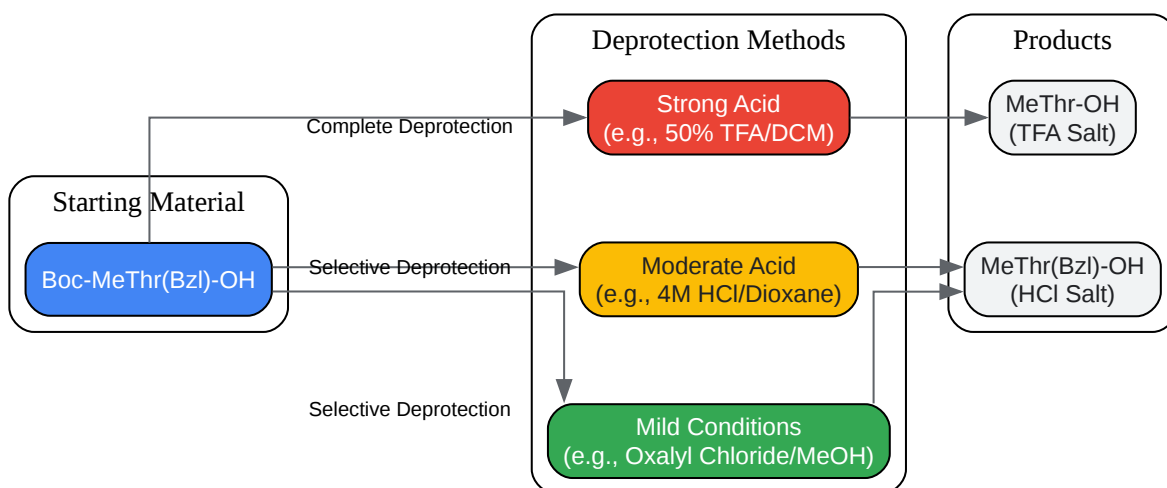 Deprotection Methods
Products
Strong Acid
(e.g., 50% TFA/DCM)
MeThr-OH
(TFA Salt)
Complete Deprotection
Starting Material
Boc-MeThr(Bzl)-OH
Selective Deprotection
Moderate Acid
(e.g., 4M HCl/Dioxane)
MeThr(Bzl)-OH
(HCl Salt)
Selective Deprotection
Mild Conditions
(e.g., Oxalyl Chloride/MeOH)